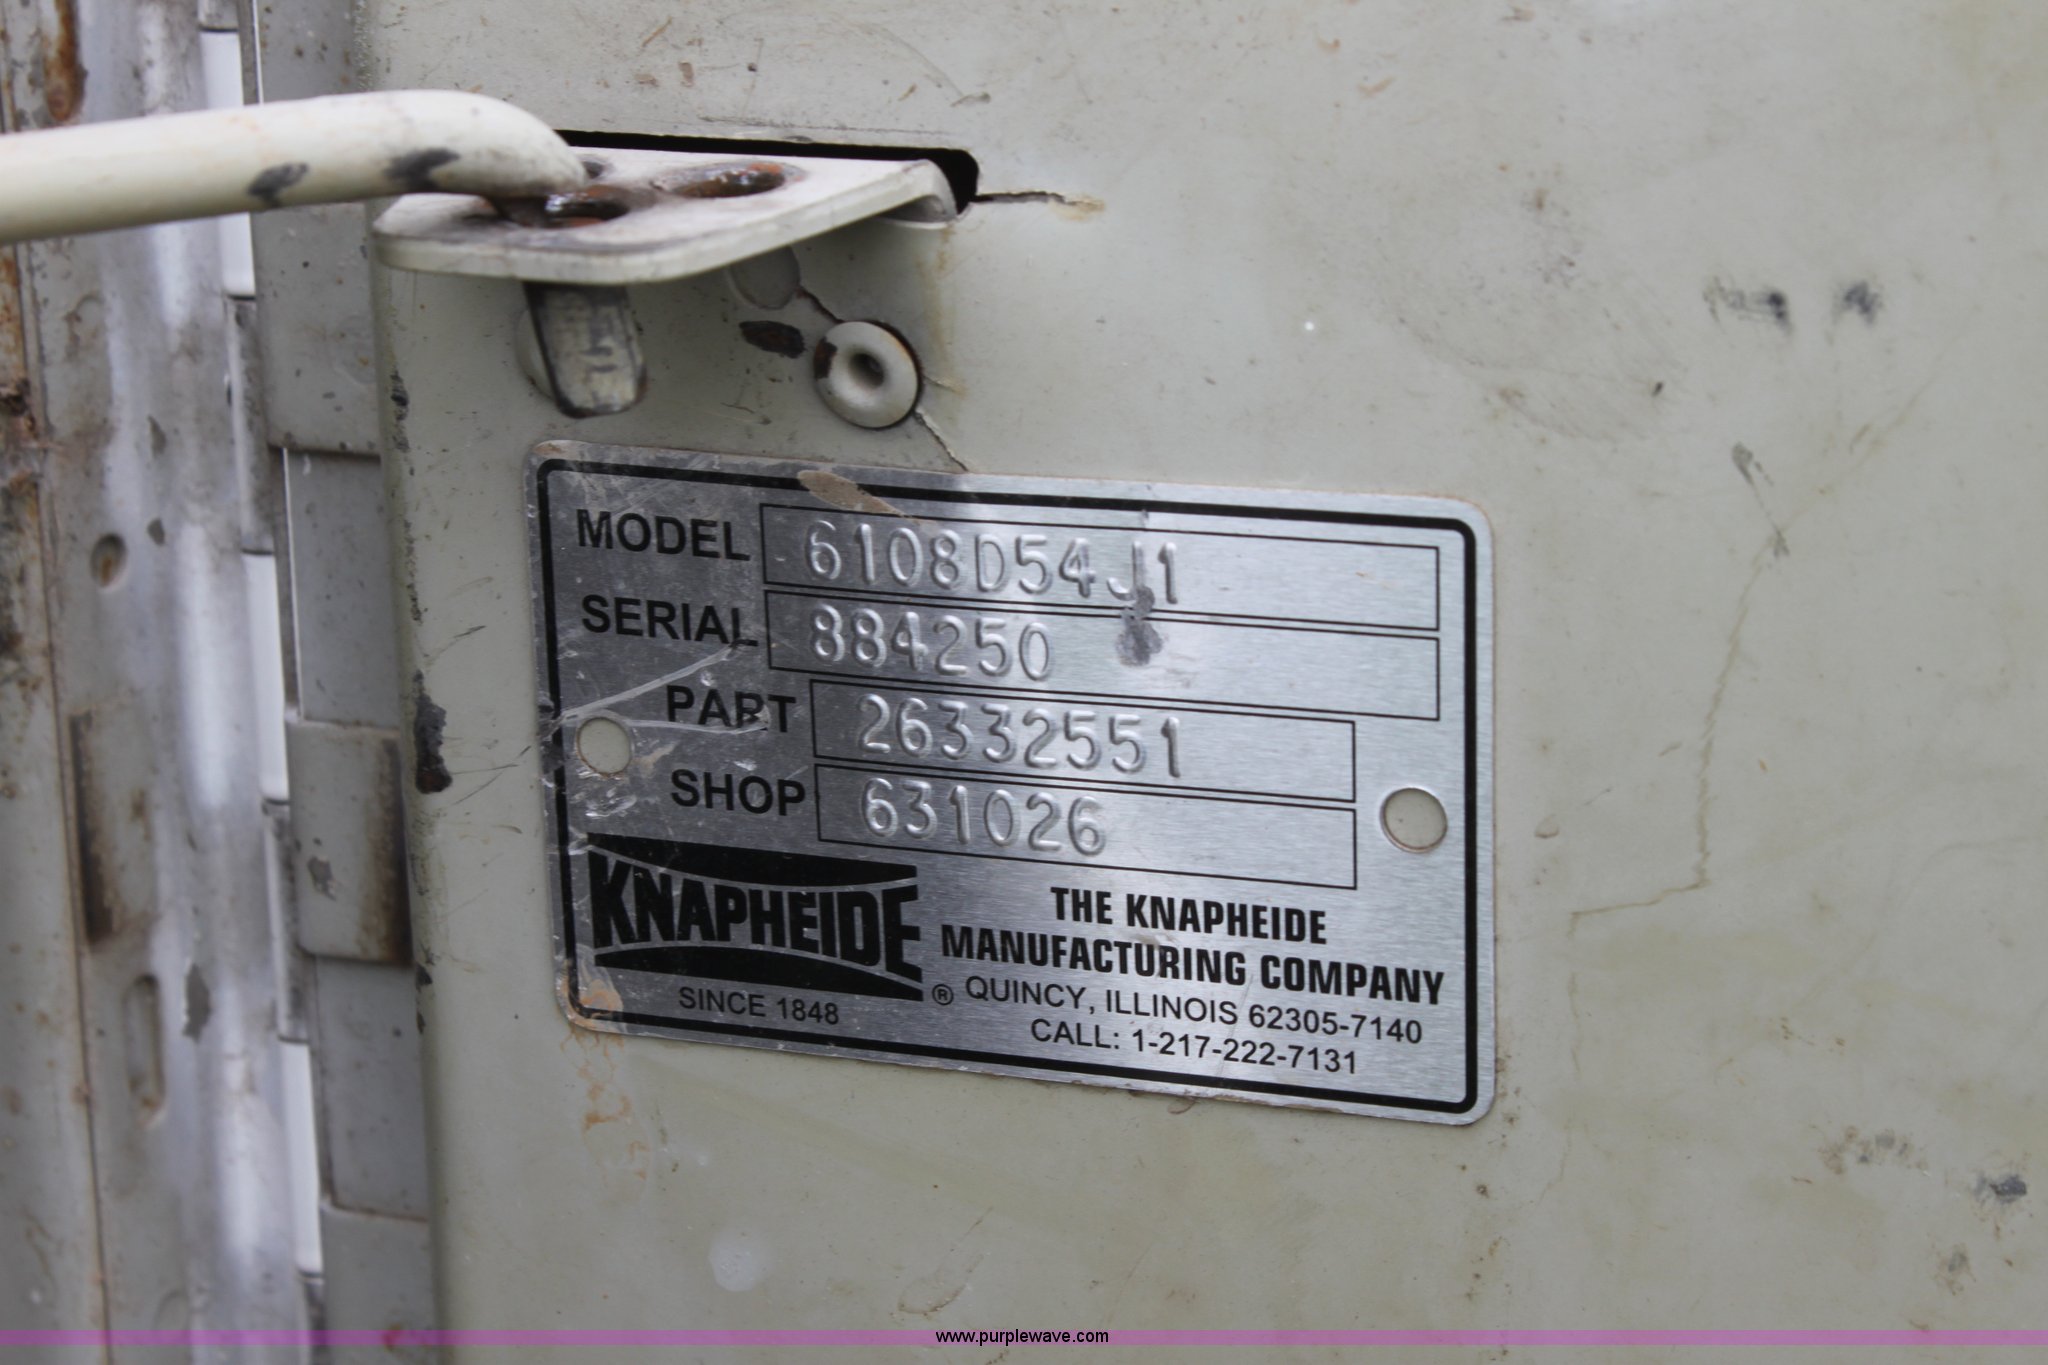 MODEL 6108D54J1
SERIAL 884250
PART 26332551
SHOP 631026
KNAPHEIDE ®
SINCE 1848
THE KNAPHEIDE
MANUFACTURING COMPANY
QUINCY, ILLINOIS 62305-7140
CALL: 1-217-222-7131
www.purplewave.com